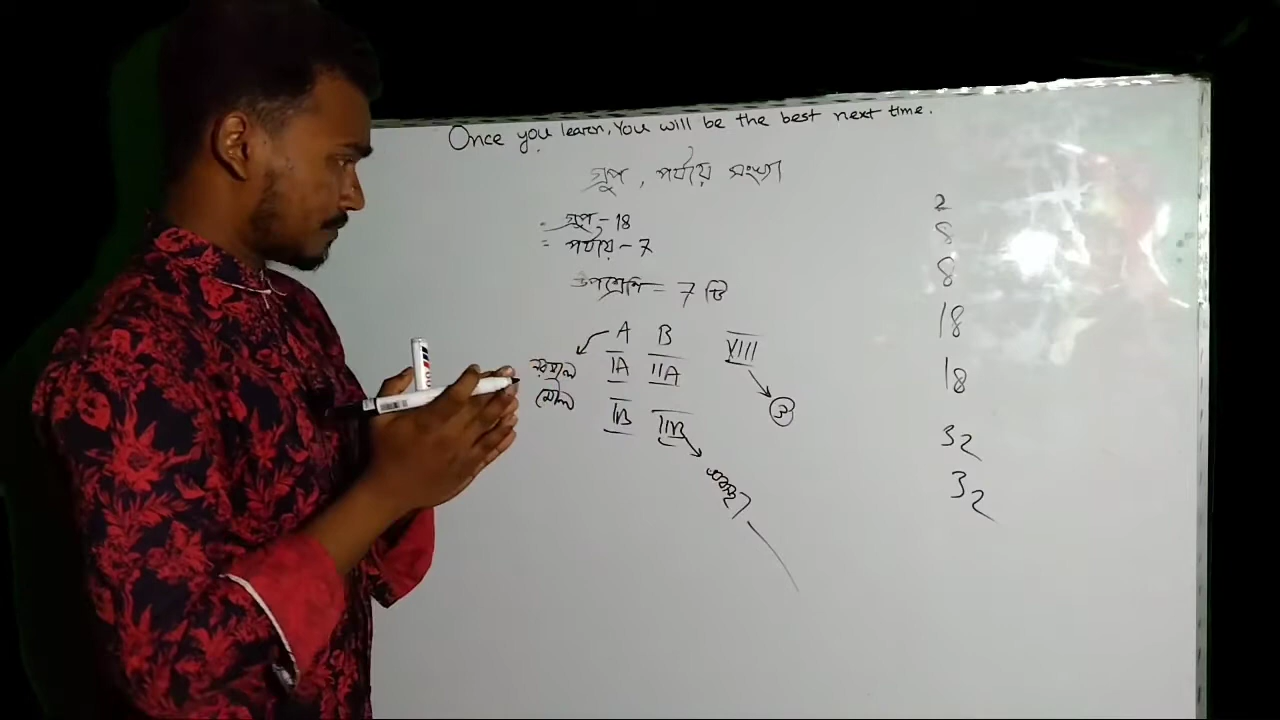 Once you learn, You will be the best next time.
গ্রুপ, পর্যায় সংখ্যা
= গ্রুপ - 18
= পর্যায় - 7
উপশ্রেণি = 7 টি
A B VIII
IA IIA
মৌল
IB IIB
2
8
8
18
18
32
32